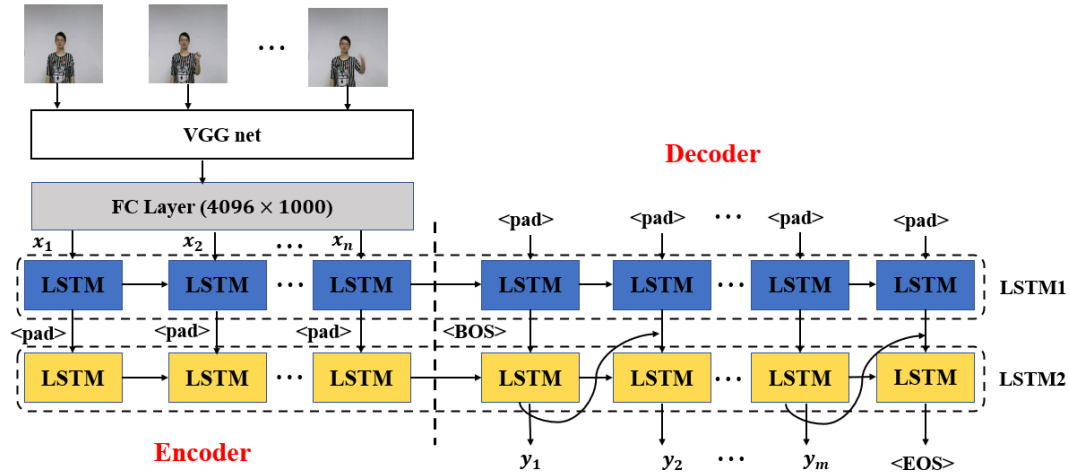 ...
VGG net
Decoder
FC Layer (4096 × 1000)
<pad> <pad> ... <pad> <pad>
x₁ x₂ ... xₙ
LSTM LSTM ... LSTM LSTM LSTM ... LSTM LSTM LSTM1
<pad> <pad> <pad> <BOS>
LSTM LSTM ... LSTM LSTM LSTM ... LSTM LSTM LSTM2
Encoder
y₁ y₂ ... yₘ <EOS>